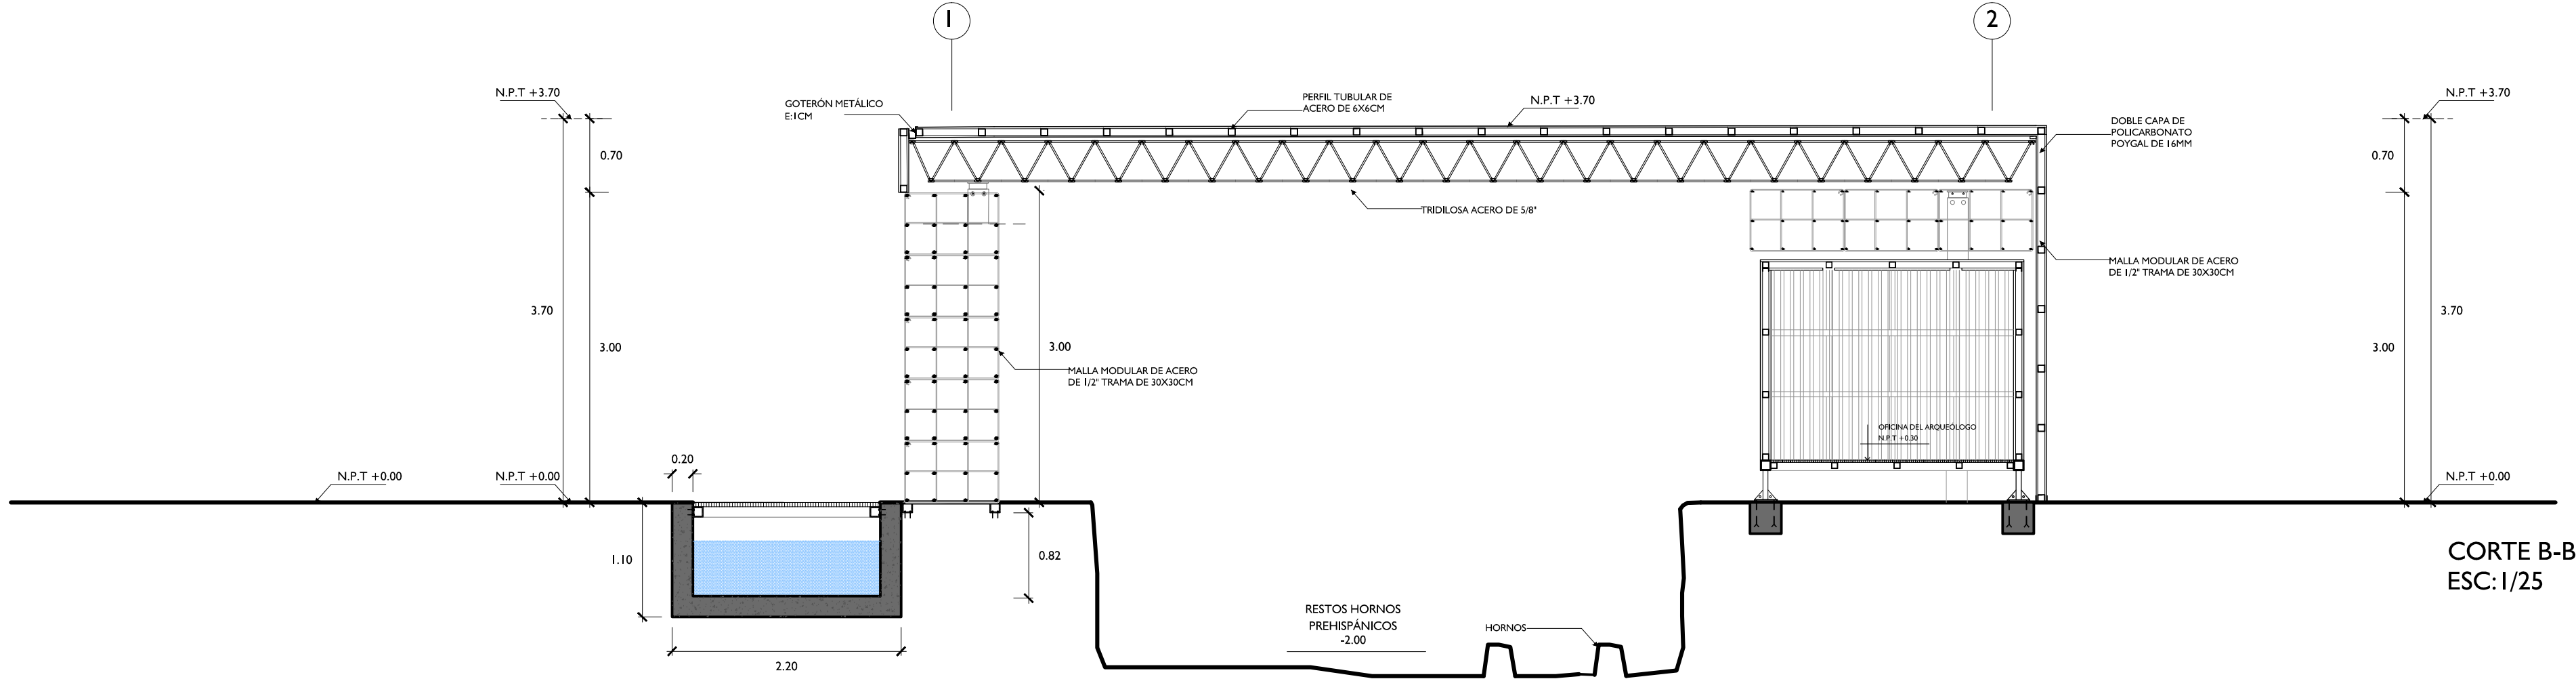 1
2
N.P.T +3.70
GOTERÓN METÁLICO
E:1CM
PERFIL TUBULAR DE
ACERO DE 6X6CM
N.P.T +3.70
N.P.T +3.70
DOBLE CAPA DE
POLICARBONATO
POYGAL DE 16MM
0.70
0.70
TRIDILOSA ACERO DE 5/8"
MALLA MODULAR DE ACERO
DE 1/2" TRAMA DE 30X30CM
3.70
3.70
3.00
3.00
3.00
MALLA MODULAR DE ACERO
DE 1/2" TRAMA DE 30X30CM
OFICINA DEL ARQUEÓLOGO
N.P.T +0.30
0.20
N.P.T +0.00
N.P.T +0.00
N.P.T +0.00
1.10
0.82
CORTE B-B
ESC:1/25
RESTOS HORNOS
PREHISPÁNICOS
-2.00
HORNOS
2.20